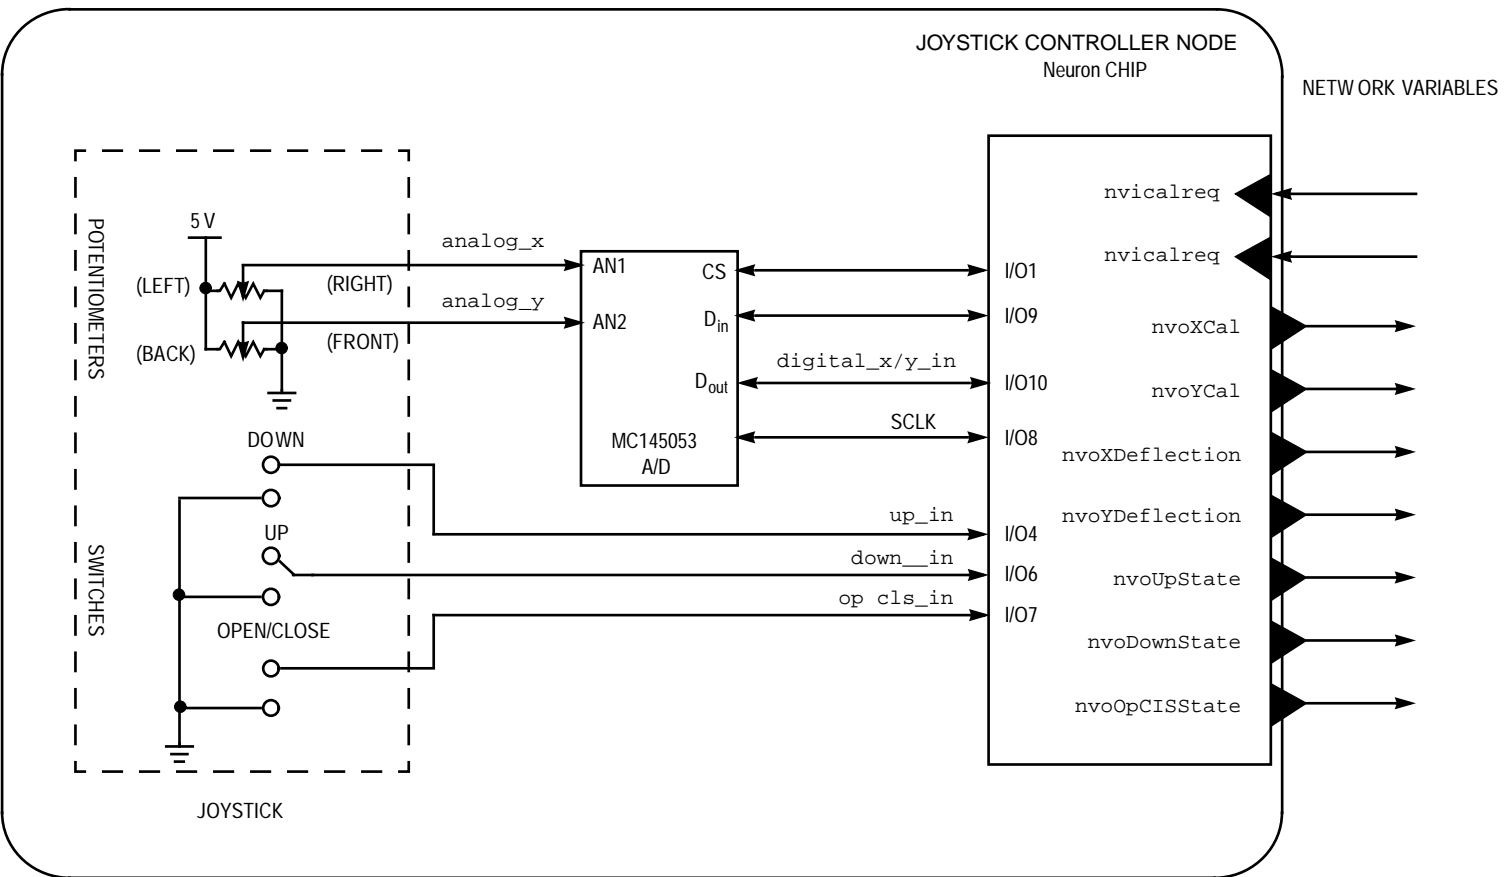 JOYSTICK CONTROLLER NODE
Neuron CHIP
NETW ORK VARIABLES
POTENTIOMETERS
5 V
(LEFT)
(RIGHT)
(BACK)
(FRONT)
analog_x
analog_y
AN1
AN2
CS
Din
Dout
MC145053
A/D
digital_x/y_in
SCLK
I/O1
I/O9
I/O10
I/O8
nvicalreq
nvicalreq
nvoXCal
nvoYCal
nvoXDeflection
nvoYDeflection
nvoUpState
nvoDownState
nvoOpCISState
SWITCHES
DOWN
UP
OPEN/CLOSE
up_in
down__in
op cls_in
I/O4
I/O6
I/O7
JOYSTICK